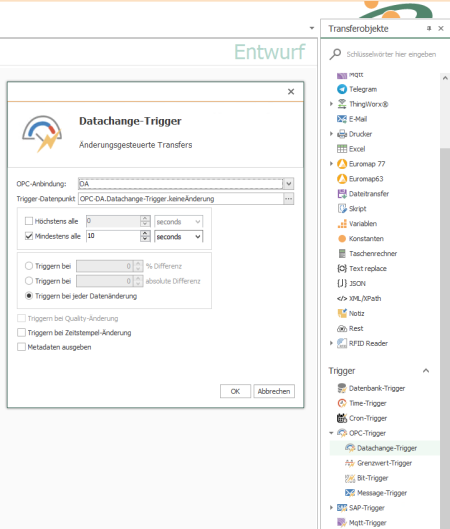 Transferobjekte
Entwurf
Schlüsselwörter hier eingeben
Mqtt
Telegram
ThingWorx®
E-Mail
Drucker
Excel
Euromap 77
Euromap63
Dateitransfer
Skript
Variablen
Konstanten
Taschenrechner
Text replace
JSON
XML/XPath
Notiz
Rest
RFID Reader
Trigger
Datenbank-Trigger
Time-Trigger
Cron-Trigger
OPC-Trigger
Datachange-Trigger
Grenzwert-Trigger
Bit-Trigger
Message-Trigger
SAP-Trigger
Mqtt-Trigger
Datachange-Trigger
Änderungsgesteuerte Transfers
OPC-Anbindung: DA
Trigger-Datenpunkt OPC-DA.Datachange-Trigger.keineÄnderung ...
Höchstens alle 0 seconds
Mindestens alle 10 seconds
Triggern bei 0 % Differenz
Triggern bei 0 absolute Differenz
Triggern bei jeder Datenänderung
Triggern bei Quality-Änderung
Triggern bei Zeitstempel-Änderung
Metadaten ausgeben
OK Abbrechen